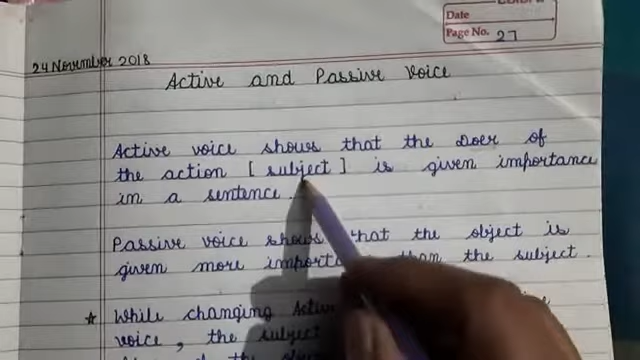 Date
Page No. 27
24 November 2018
Active and Passive Voice
Active voice shows that the Doer of
the action [ subject ] is given importance
in a sentence.
Passive voice shows that the object is
given more than the subject.
★ While changing Active
voice, the subject